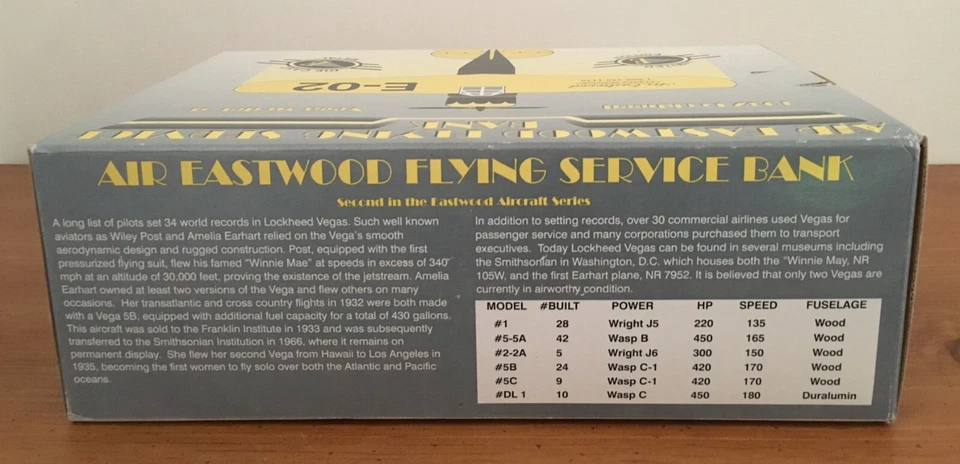 E-02
AIR EASTWOOD FLYING SERVICE
BANK
AIR EASTWOOD FLYING SERVICE BANK
Second in the Eastwood Aircraft Series
A long list of pilots set 34 world records in Lockheed Vegas. Such well known
aviators as Wiley Post and Amelia Earhart relied on the Vega's smooth
aerodynamic design and rugged construction. Post, equipped with the first
pressurized flying suit, flew his famed "Winnie Mae" at speeds in excess of 340
mph at an altitude of 30,000 feet, proving the existence of the jetstream. Amelia
Earhart owned at least two versions of the Vega and flew others on many
occasions. Her transatlantic and cross country flights in 1932 were both made
with a Vega 5B, equipped with additional fuel capacity for a total of 430 gallons.
This aircraft was sold to the Franklin Institute in 1933 and was subsequently
transferred to the Smithsonian Institution in 1966, where it remains on
permanent display. She flew her second Vega from Hawaii to Los Angeles in
1935, becoming the first women to fly solo over both the Atlantic and Pacific
oceans.
In addition to setting records, over 30 commercial airlines used Vegas for
passenger service and many corporations purchased them to transport
executives. Today Lockheed Vegas can be found in several museums including
the Smithsonian in Washington, D.C. which houses both the "Winnie May, NR
105W, and the first Earhart plane, NR 7952. It is believed that only two Vegas are
currently in airworthy condition.
MODEL #BUILT POWER HP SPEED FUSELAGE
#1 28 Wright J5 220 135 Wood
#5-5A 42 Wasp B 450 165 Wood
#2-2A 5 Wright J6 300 150 Wood
#5B 24 Wasp C-1 420 170 Wood
#5C 9 Wasp C-1 420 170 Wood
#DL 1 10 Wasp C 450 180 Duralumin